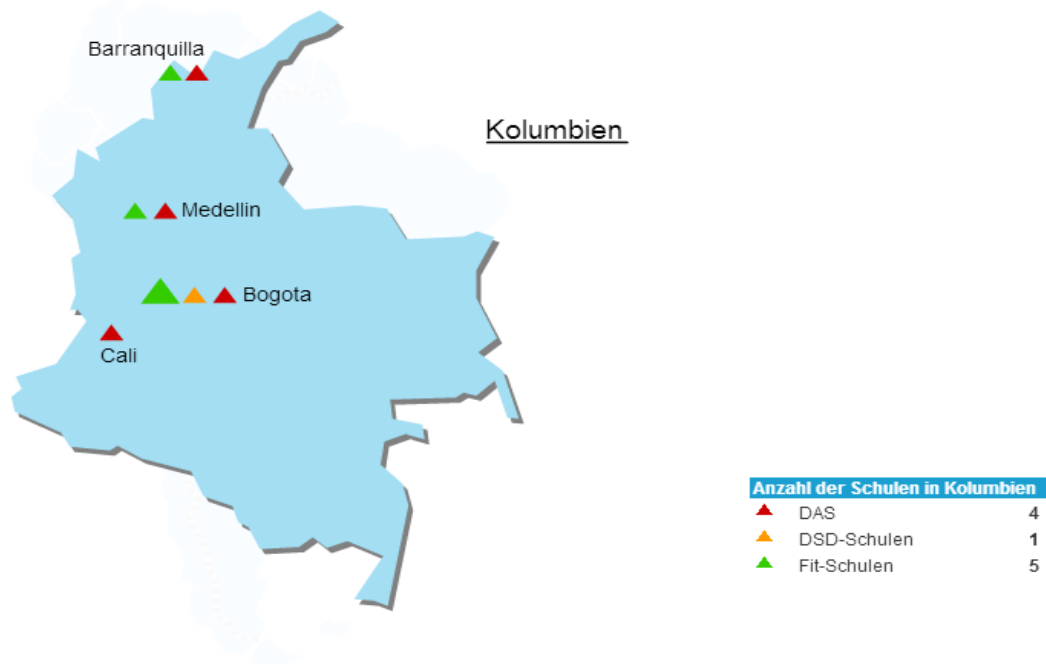 Barranquilla
Kolumbien
Medellin
Bogota
Cali
Anzahl der Schulen in Kolumbien
DAS 4
DSD-Schulen 1
Fit-Schulen 5